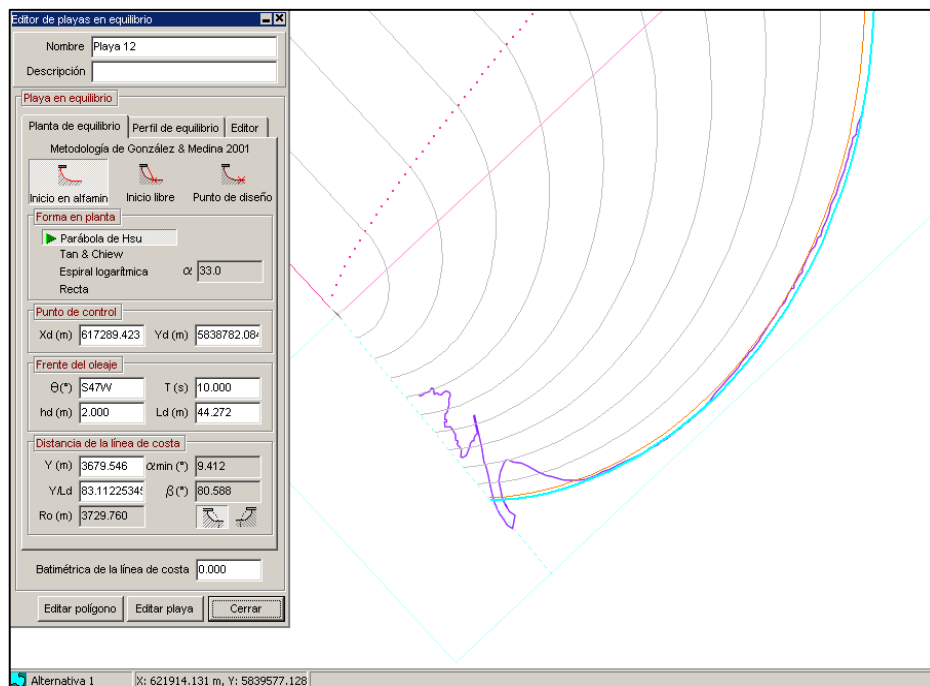 Editor de playas en equilibrio
Nombre Playa 12
Descripción
Playa en equilibrio
Planta de equilibrio Perfil de equilibrio Editor
Metodología de González & Medina 2001
Inicio en alfamin Inicio libre Punto de diseño
Forma en planta
Parábola de Hsu
Tan & Chiew
Espiral logarítmica α 33.0
Recta
Punto de control
Xd (m) 617289.423 Yd (m) 5838782.084
Frente del oleaje
Θ(°) S47W T (s) 10.000
hd (m) 2.000 Ld (m) 44.272
Distancia de la línea de costa
Y (m) 3679.546 αmin (°) 9.412
Y/Ld 83.11225345 β(°) 80.588
Ro (m) 3729.760
Batimétrica de la línea de costa 0.000
Editar polígono Editar playa Cerrar
Alternativa 1 X: 621914.131 m, Y: 5839577.128